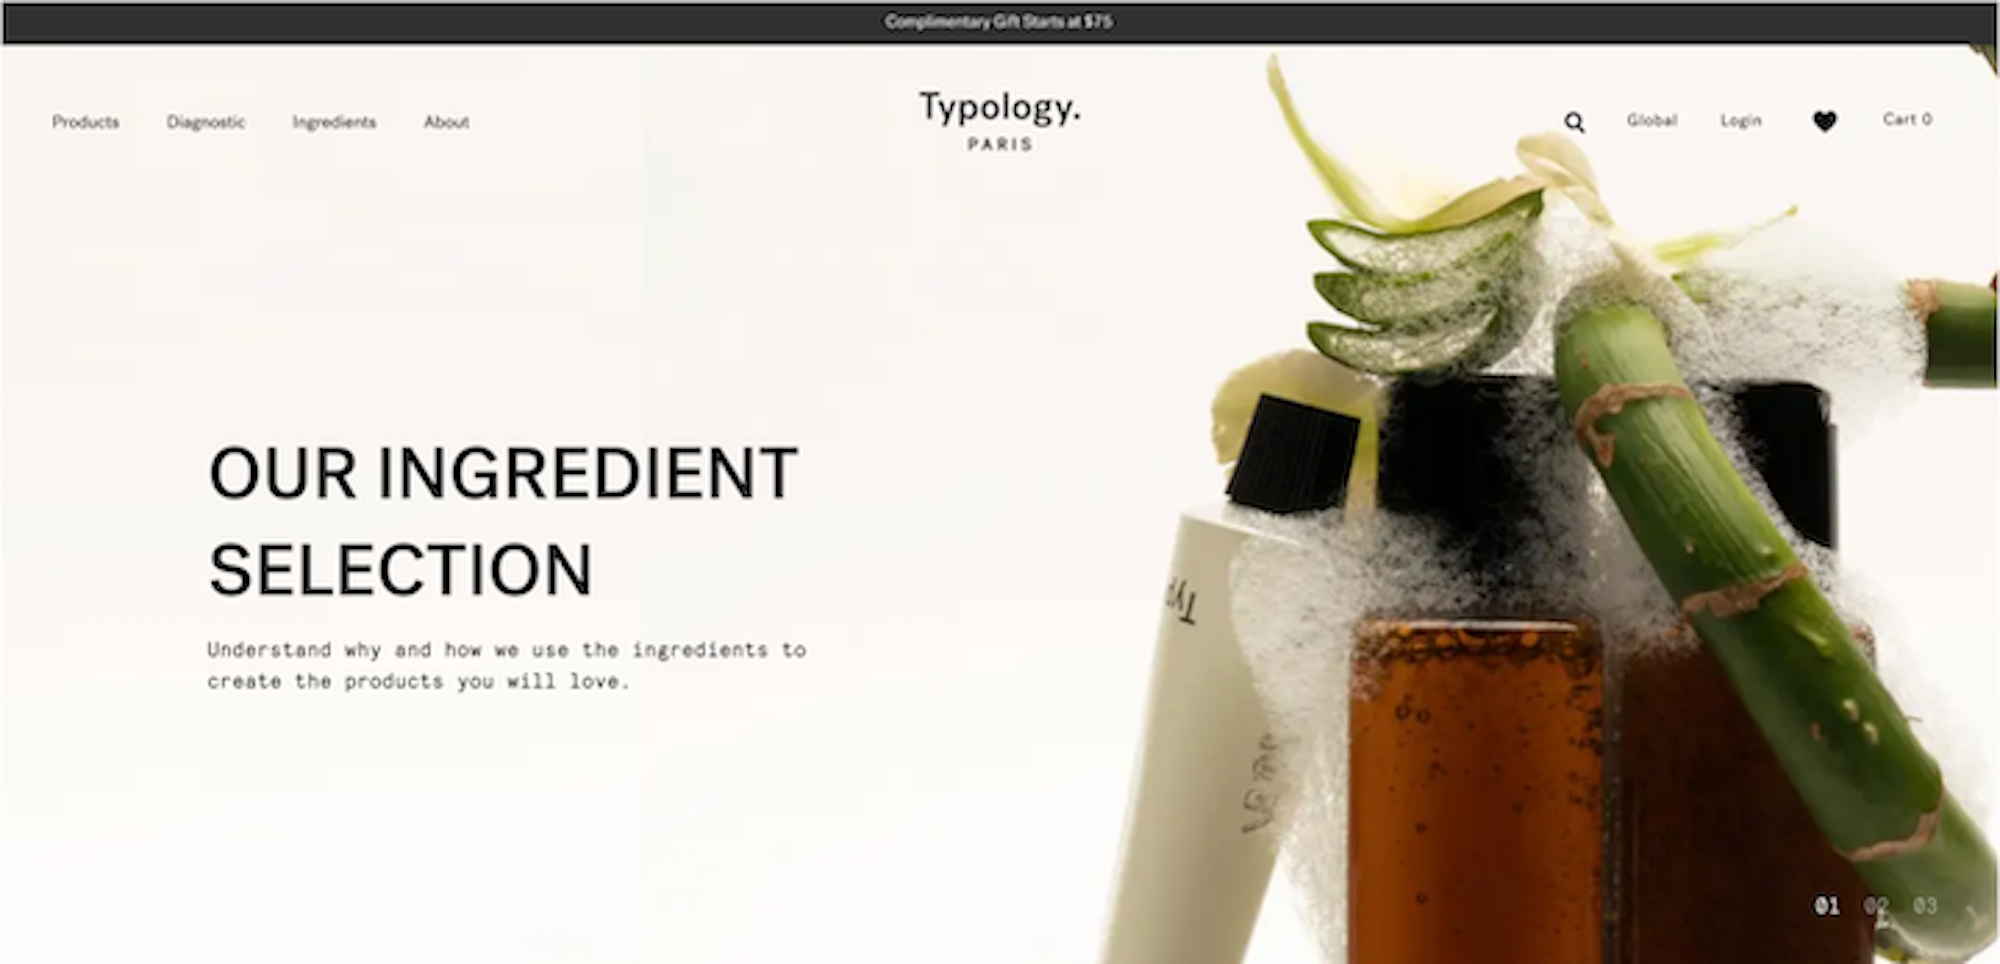 Complimentary Gift Starts at $75
Products Diagnostic Ingredients About
Typology.
PARIS
Global Login Cart 0
OUR INGREDIENT
SELECTION
Understand why and how we use the ingredients to
create the products you will love.
TYP
01 02 03